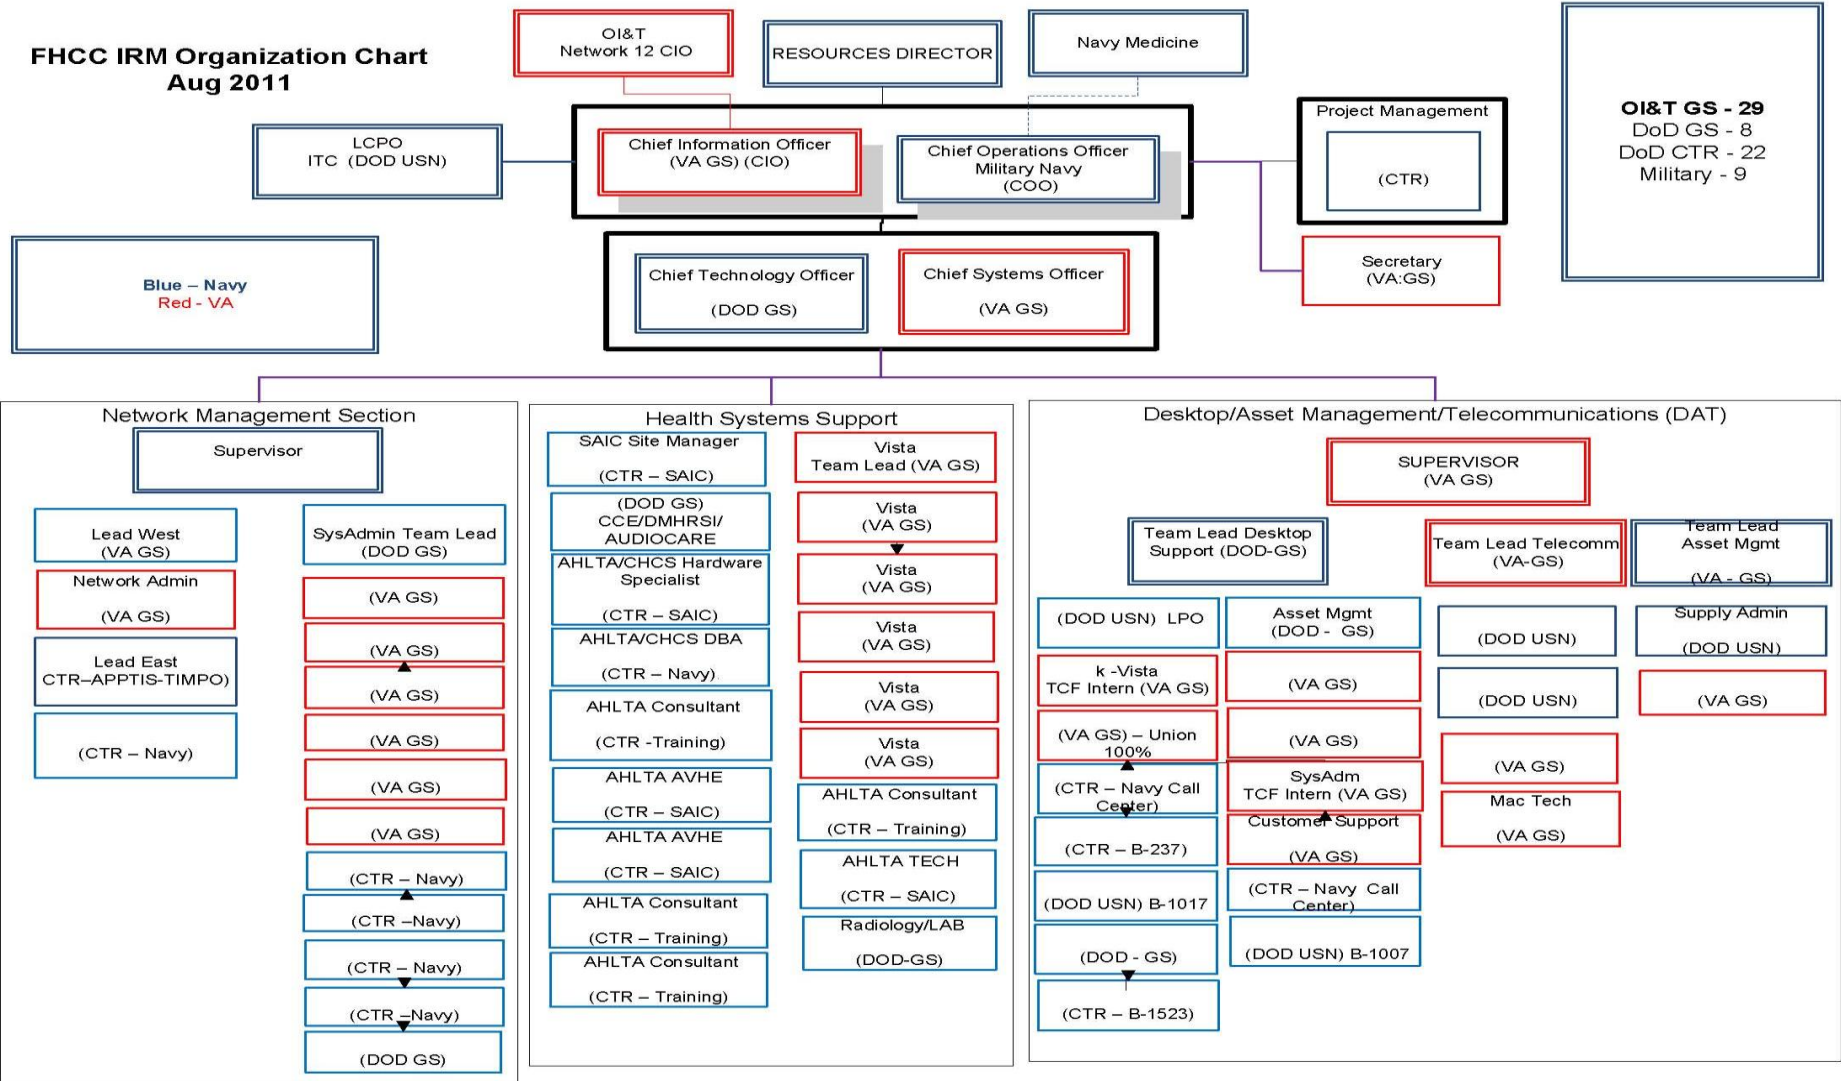 FHCC IRM Organization Chart
Aug 2011
OI&T
Network 12 CIO
RESOURCES DIRECTOR
Navy Medicine
LCPO
ITC (DOD USN)
Chief Information Officer
(VA GS) (CIO)
Chief Operations Officer
Military Navy
(COO)
Project Management
(CTR)
OI&T GS - 29
DoD GS - 8
DoD CTR - 22
Military - 9
Secretary
(VA:GS)
Blue – Navy
Red - VA
Chief Technology Officer
(DOD GS)
Chief Systems Officer
(VA GS)
Network Management Section
Supervisor
Lead West
(VA GS)
Network Admin
(VA GS)
Lead East
CTR–APPTIS-TIMPO)
(CTR – Navy)
SysAdmin Team Lead
(DOD GS)
(VA GS)
(VA GS)
(VA GS)
(VA GS)
(VA GS)
(VA GS)
(CTR – Navy)
(CTR –Navy)
(CTR – Navy)
(CTR –Navy)
(DOD GS)
Health Systems Support
SAIC Site Manager
(CTR – SAIC)
(DOD GS)
CCE/DMHRSI/
AUDIOCARE
AHLTA/CHCS Hardware
Specialist
(CTR – SAIC)
AHLTA/CHCS DBA
(CTR – Navy)
AHLTA Consultant
(CTR -Training)
AHLTA AVHE
(CTR – SAIC)
AHLTA AVHE
(CTR – SAIC)
AHLTA Consultant
(CTR – Training)
AHLTA Consultant
(CTR – Training)
Vista
Team Lead (VA GS)
Vista
(VA GS)
Vista
(VA GS)
Vista
(VA GS)
Vista
(VA GS)
Vista
(VA GS)
AHLTA Consultant
(CTR – Training)
AHLTA TECH
(CTR – SAIC)
Radiology/LAB
(DOD-GS)
Desktop/Asset Management/Telecommunications (DAT)
SUPERVISOR
(VA GS)
Team Lead Desktop
Support (DOD-GS)
Team Lead Telecomm
(VA-GS)
Team Lead
Asset Mgmt
(VA - GS)
(DOD USN) LPO
k -Vista
TCF Intern (VA GS)
(VA GS) – Union
100%
(CTR – Navy Call
Center)
(CTR – B-237)
(DOD USN) B-1017
(DOD - GS)
(CTR – B-1523)
Asset Mgmt
(DOD - GS)
(VA GS)
(VA GS)
SysAdm
TCF Intern (VA GS)
Customer Support
(VA GS)
(CTR – Navy Call
Center)
(DOD USN) B-1007
(DOD USN)
(DOD USN)
(VA GS)
Mac Tech
(VA GS)
Supply Admin
(DOD USN)
(VA GS)